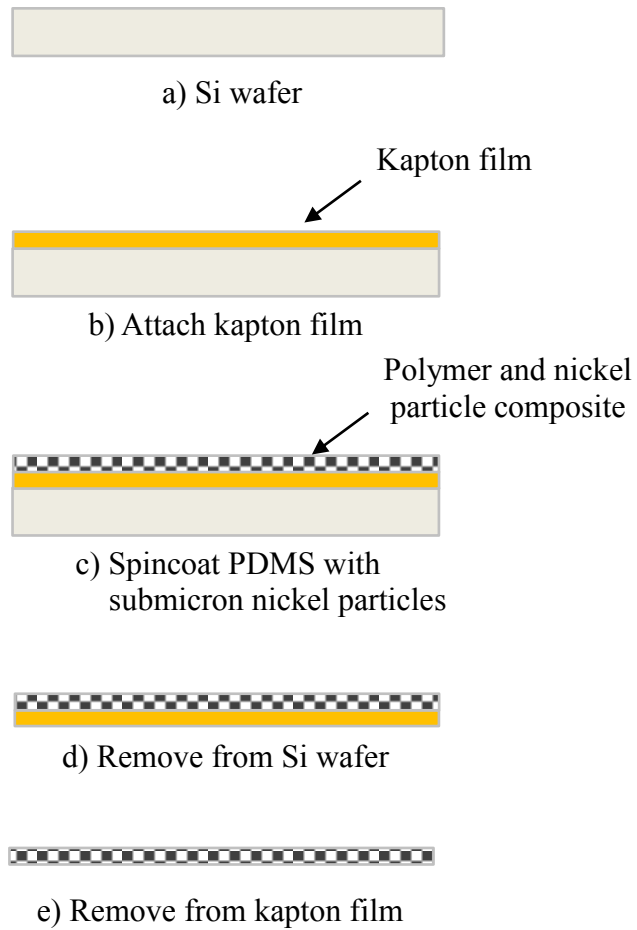 a) Si wafer
Kapton film
b) Attach kapton film
Polymer and nickel
particle composite
c) Spincoat PDMS with
submicron nickel particles
d) Remove from Si wafer
e) Remove from kapton film